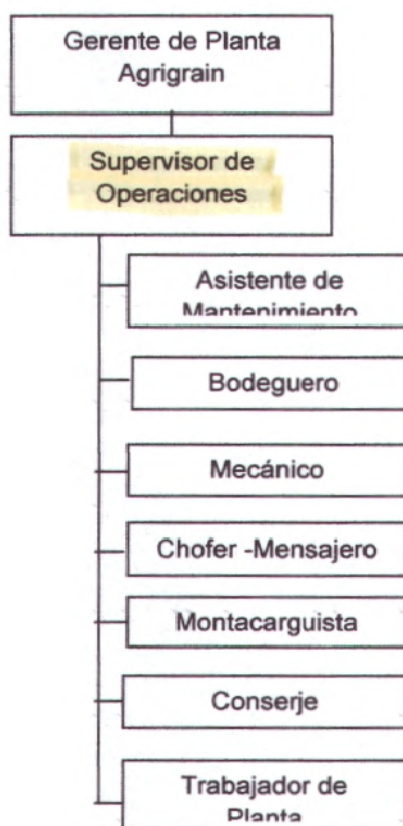 Gerente de Planta
Agrigrain
Supervisor de
Operaciones
Asistente de
Mantenimiento
Bodeguero
Mecánico
Chofer -Mensajero
Montacarguista
Conserje
Trabajador de
Planta